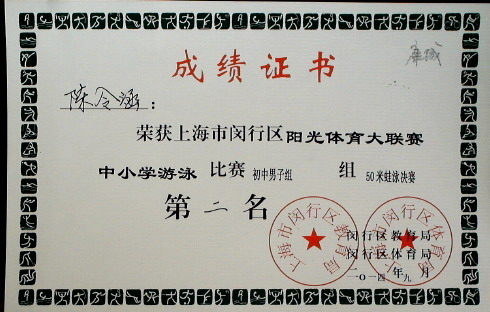 成绩证书
陈令涵：
荣获上海市闵行区阳光体育大联赛
中小学游泳 比赛 初中男子组 组 50米蛙泳决赛
第二名
闵行区教育局
闵行区体育局
二〇一四年九月
上海市闵行区教育局
上海市闵行区体育局